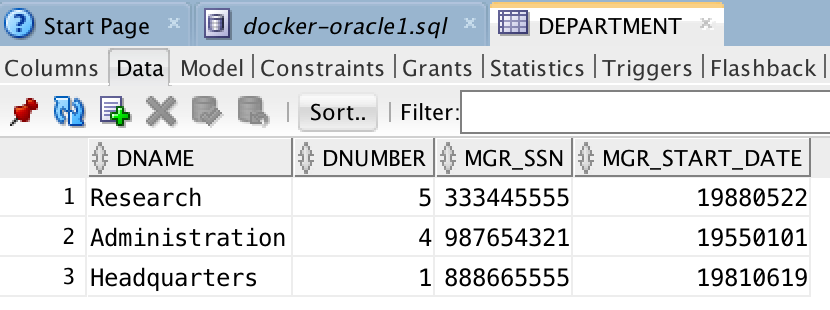 Start Page × docker-oracle1.sql × DEPARTMENT ×
Columns Data Model Constraints Grants Statistics Triggers Flashback
Sort.. Filter:
DNAME DNUMBER MGR_SSN MGR_START_DATE
1 Research 5 333445555 19880522
2 Administration 4 987654321 19550101
3 Headquarters 1 888665555 19810619